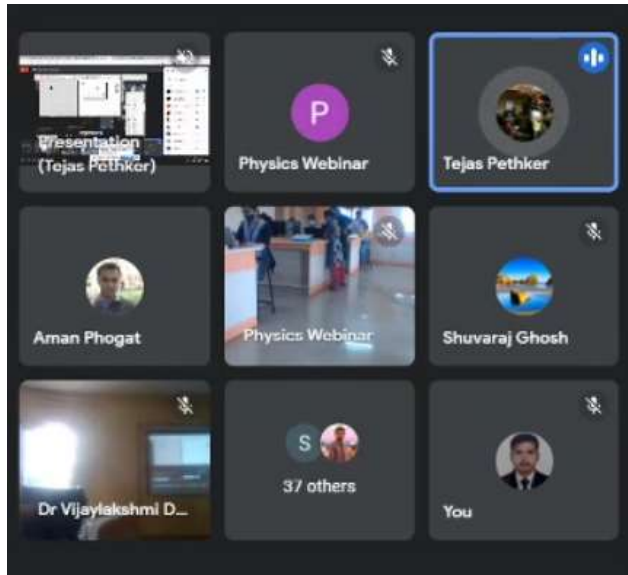 Presentation
(Tejas Pethker)
P
Physics Webinar
Tejas Pethker
Aman Phogat
Physics Webinar
Shuvaraj Ghosh
Dr Vijaylakshmi D...
S
37 others
You